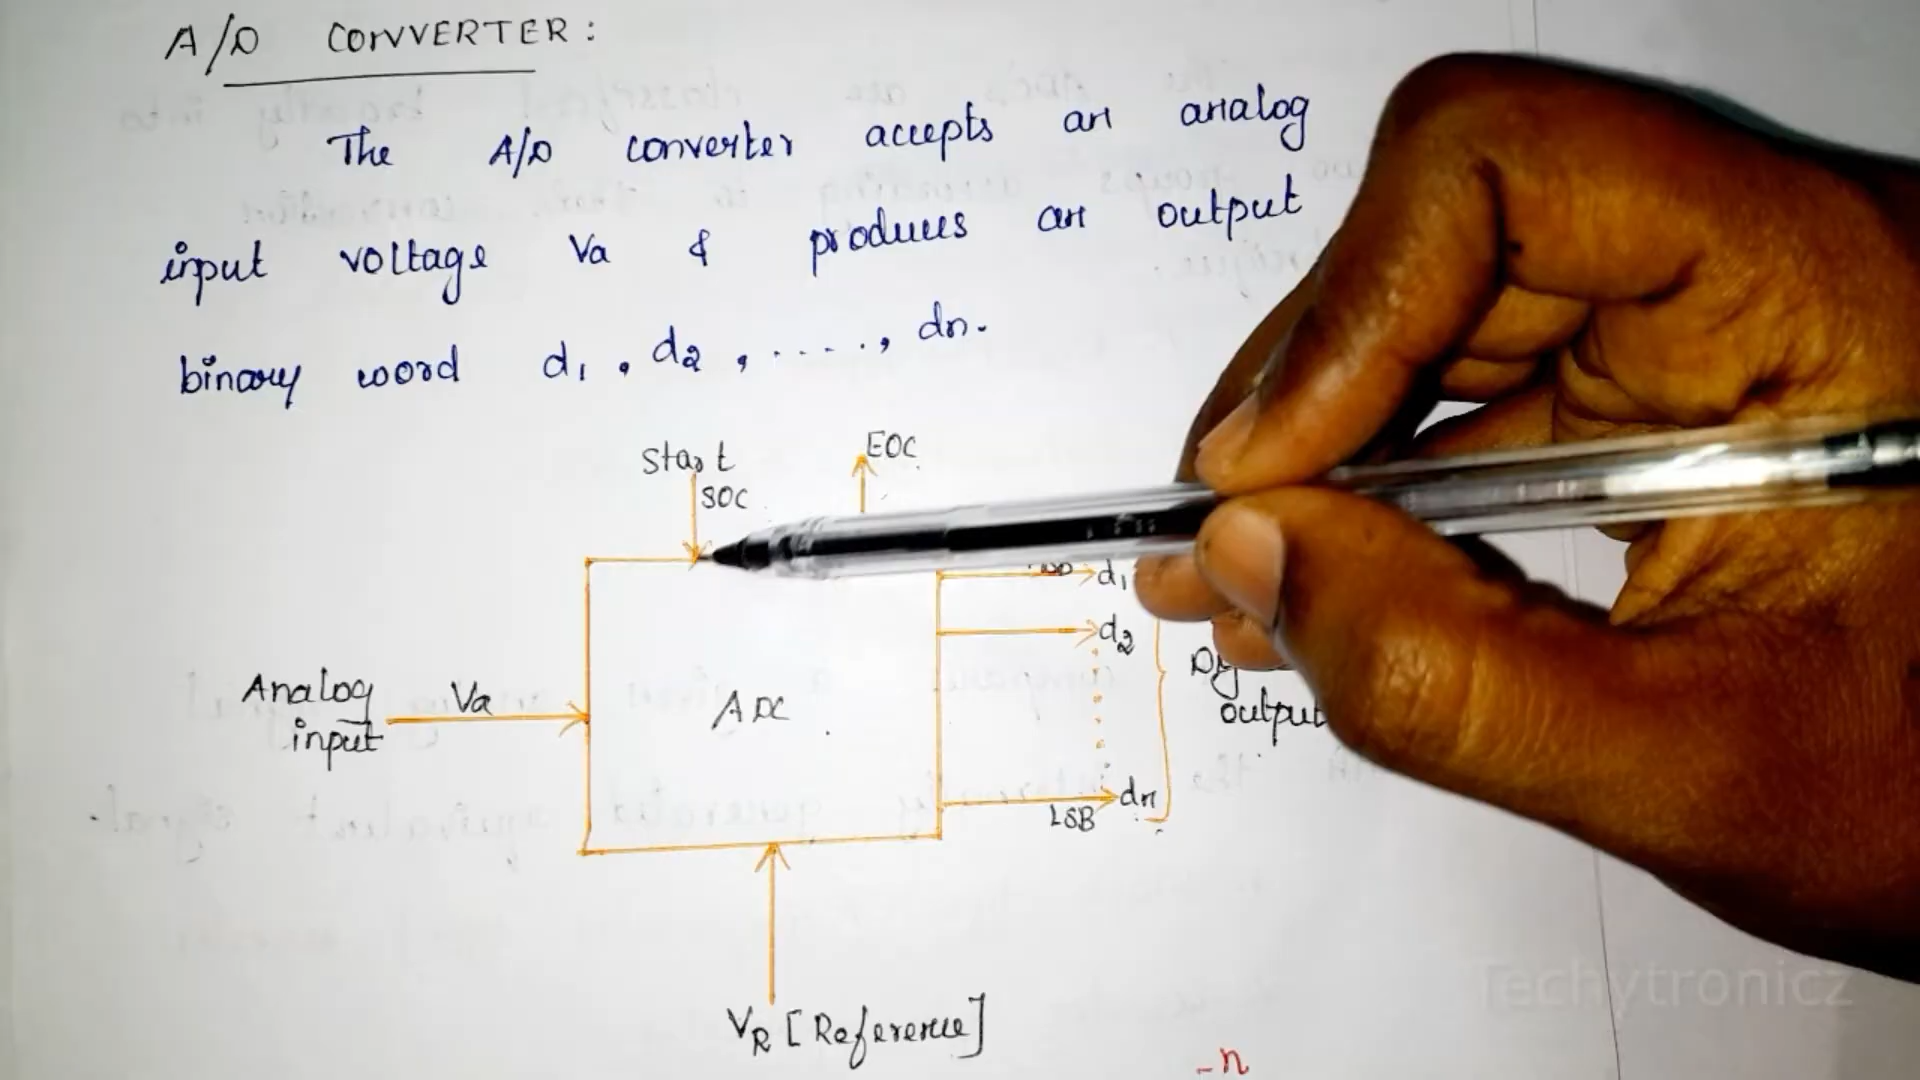 A/D CONVERTER:
The A/D converter accepts an analog
input voltage Va & produces an output
binary word d1, d2, ....., dn.
Start
SOC
EOC
d1
d2
Analog
input
Va
ADC
output
dn
LSB
VR [Reference]
-n
Techytronicz